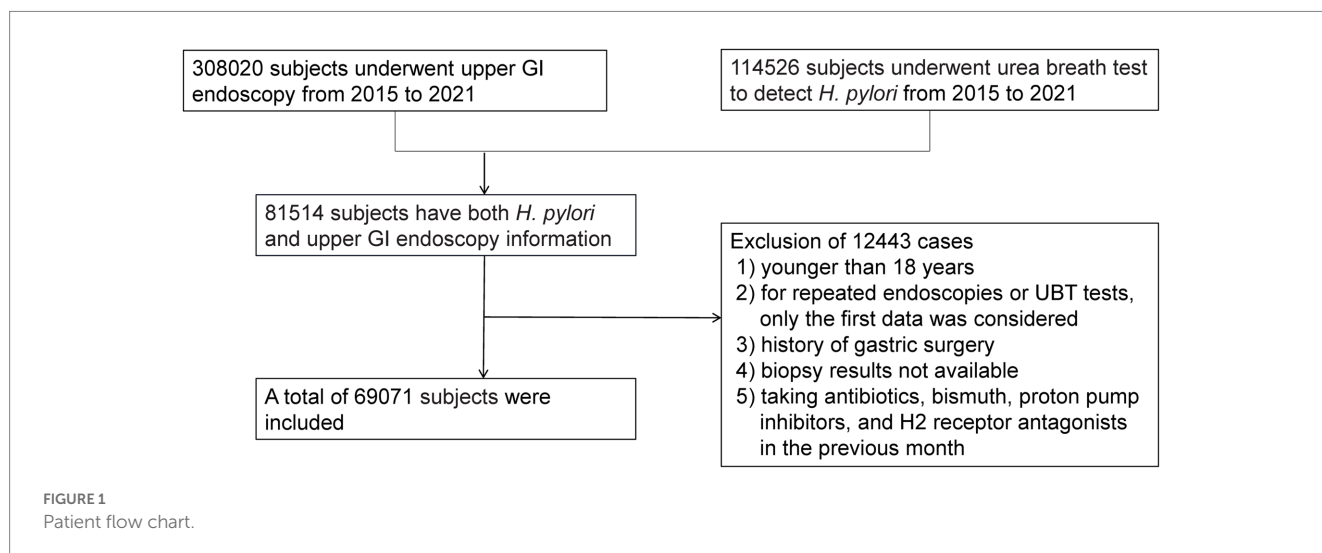 308020 subjects underwent upper GI
endoscopy from 2015 to 2021
114526 subjects underwent urea breath test
to detect H. pylori from 2015 to 2021
81514 subjects have both H. pylori
and upper GI endoscopy information
Exclusion of 12443 cases
1) younger than 18 years
2) for repeated endoscopies or UBT tests,
only the first data was considered
3) history of gastric surgery
4) biopsy results not available
5) taking antibiotics, bismuth, proton pump
inhibitors, and H2 receptor antagonists
in the previous month
A total of 69071 subjects were
included
FIGURE 1
Patient flow chart.